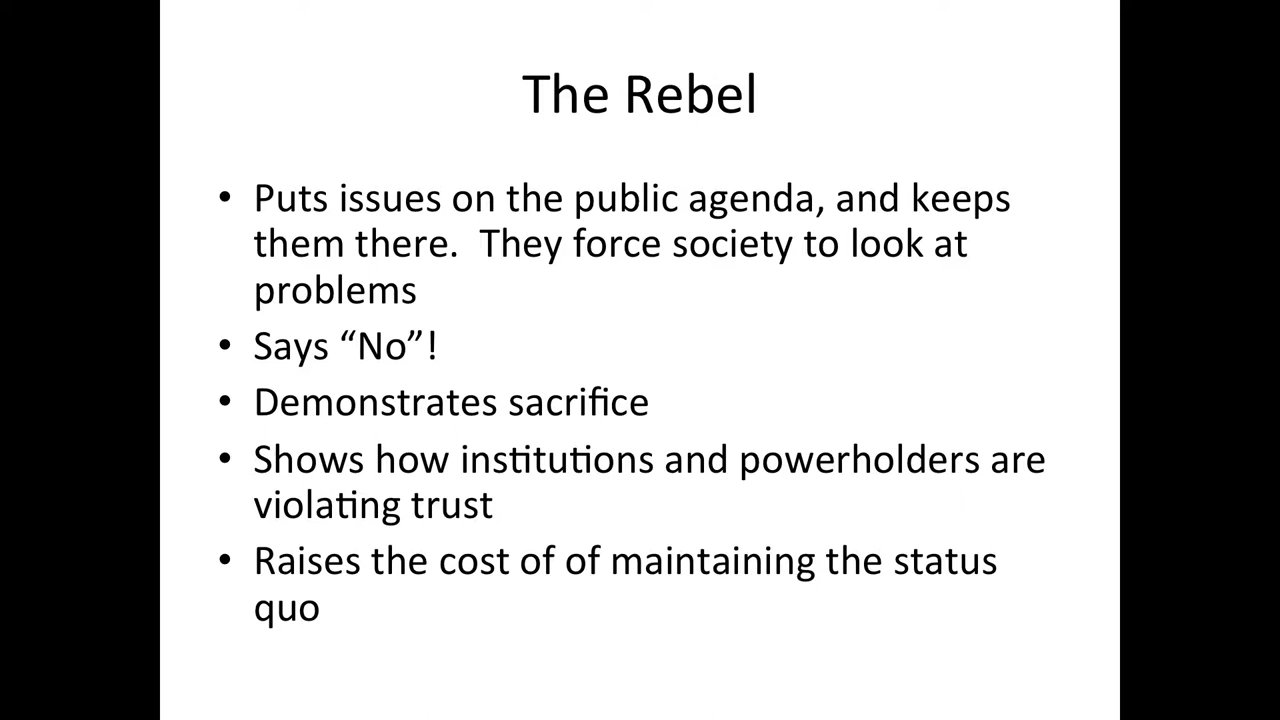 The Rebel
• Puts issues on the public agenda, and keeps
them there.  They force society to look at
problems
• Says “No”!
• Demonstrates sacrifice
• Shows how institutions and powerholders are
violating trust
• Raises the cost of of maintaining the status
quo